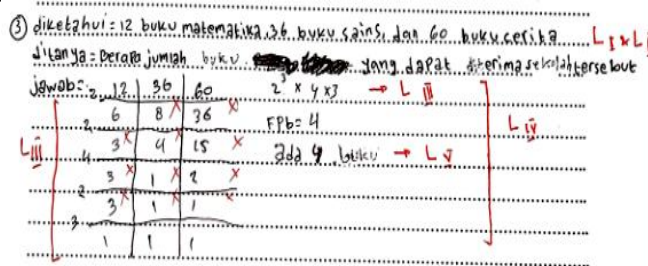 ③ diketahui = 12 buku matematika, 36 buku sains, dan 60 buku cerita L I & L
ditanya = Berapa jumlah buku yang dapat diterima sekolah tersebut
jawab = 2 12 36 60 2³ x 4 x 3 → L III
6 8 x 36 x
2 FPb = 4 L IV
3 x 4 x 15 x
L III 4 ada 4 buku → L V
3 x 1 x 2 x
2
3 x 1 x 1 x
3
1 1 1